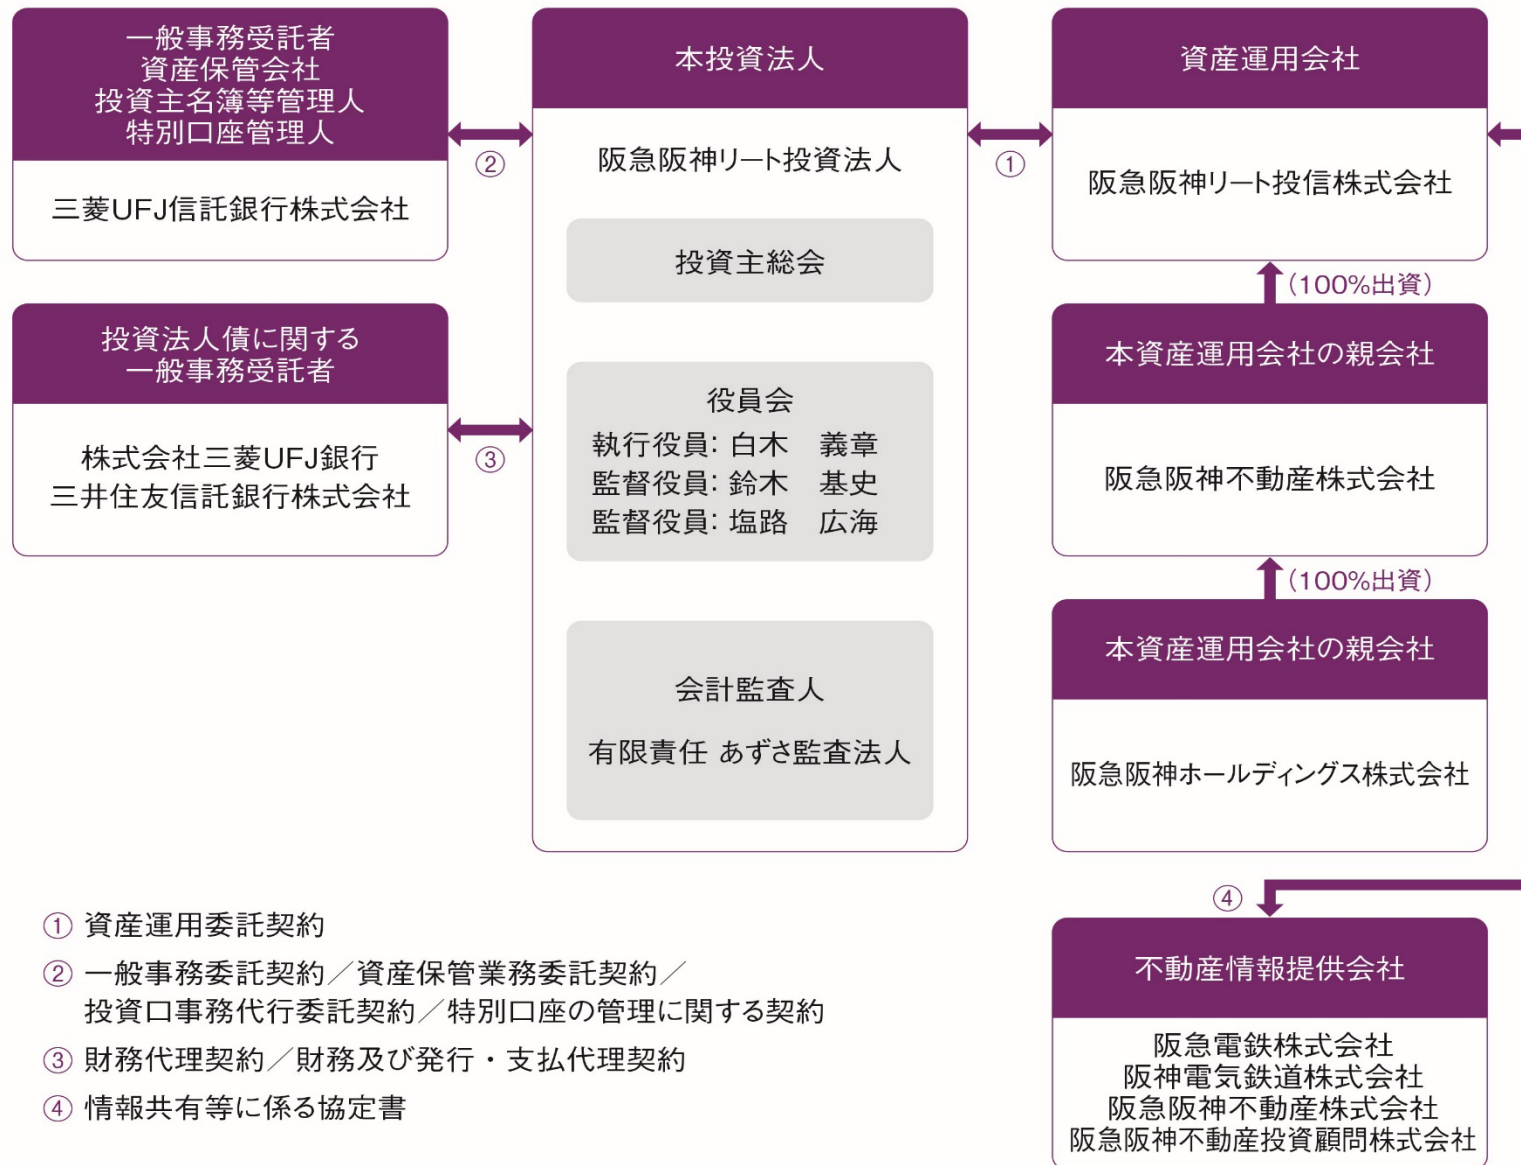 一般事務受託者
資産保管会社
投資主名簿等管理人
特別口座管理人
三菱UFJ信託銀行株式会社
②
投資法人債に関する
一般事務受託者
株式会社三菱UFJ銀行
三井住友信託銀行株式会社
③
本投資法人
阪急阪神リート投資法人
投資主総会
役員会
執行役員：白木　義章
監督役員：鈴木　基史
監督役員：塩路　広海
会計監査人
有限責任 あずさ監査法人
①
資産運用会社
阪急阪神リート投信株式会社
（100%出資）
本資産運用会社の親会社
阪急阪神不動産株式会社
（100%出資）
本資産運用会社の親会社
阪急阪神ホールディングス株式会社
④
不動産情報提供会社
阪急電鉄株式会社
阪神電気鉄道株式会社
阪急阪神不動産株式会社
阪急阪神不動産投資顧問株式会社
① 資産運用委託契約
② 一般事務委託契約／資産保管業務委託契約／
投資口事務代行委託契約／特別口座の管理に関する契約
③ 財務代理契約／財務及び発行・支払代理契約
④ 情報共有等に係る協定書